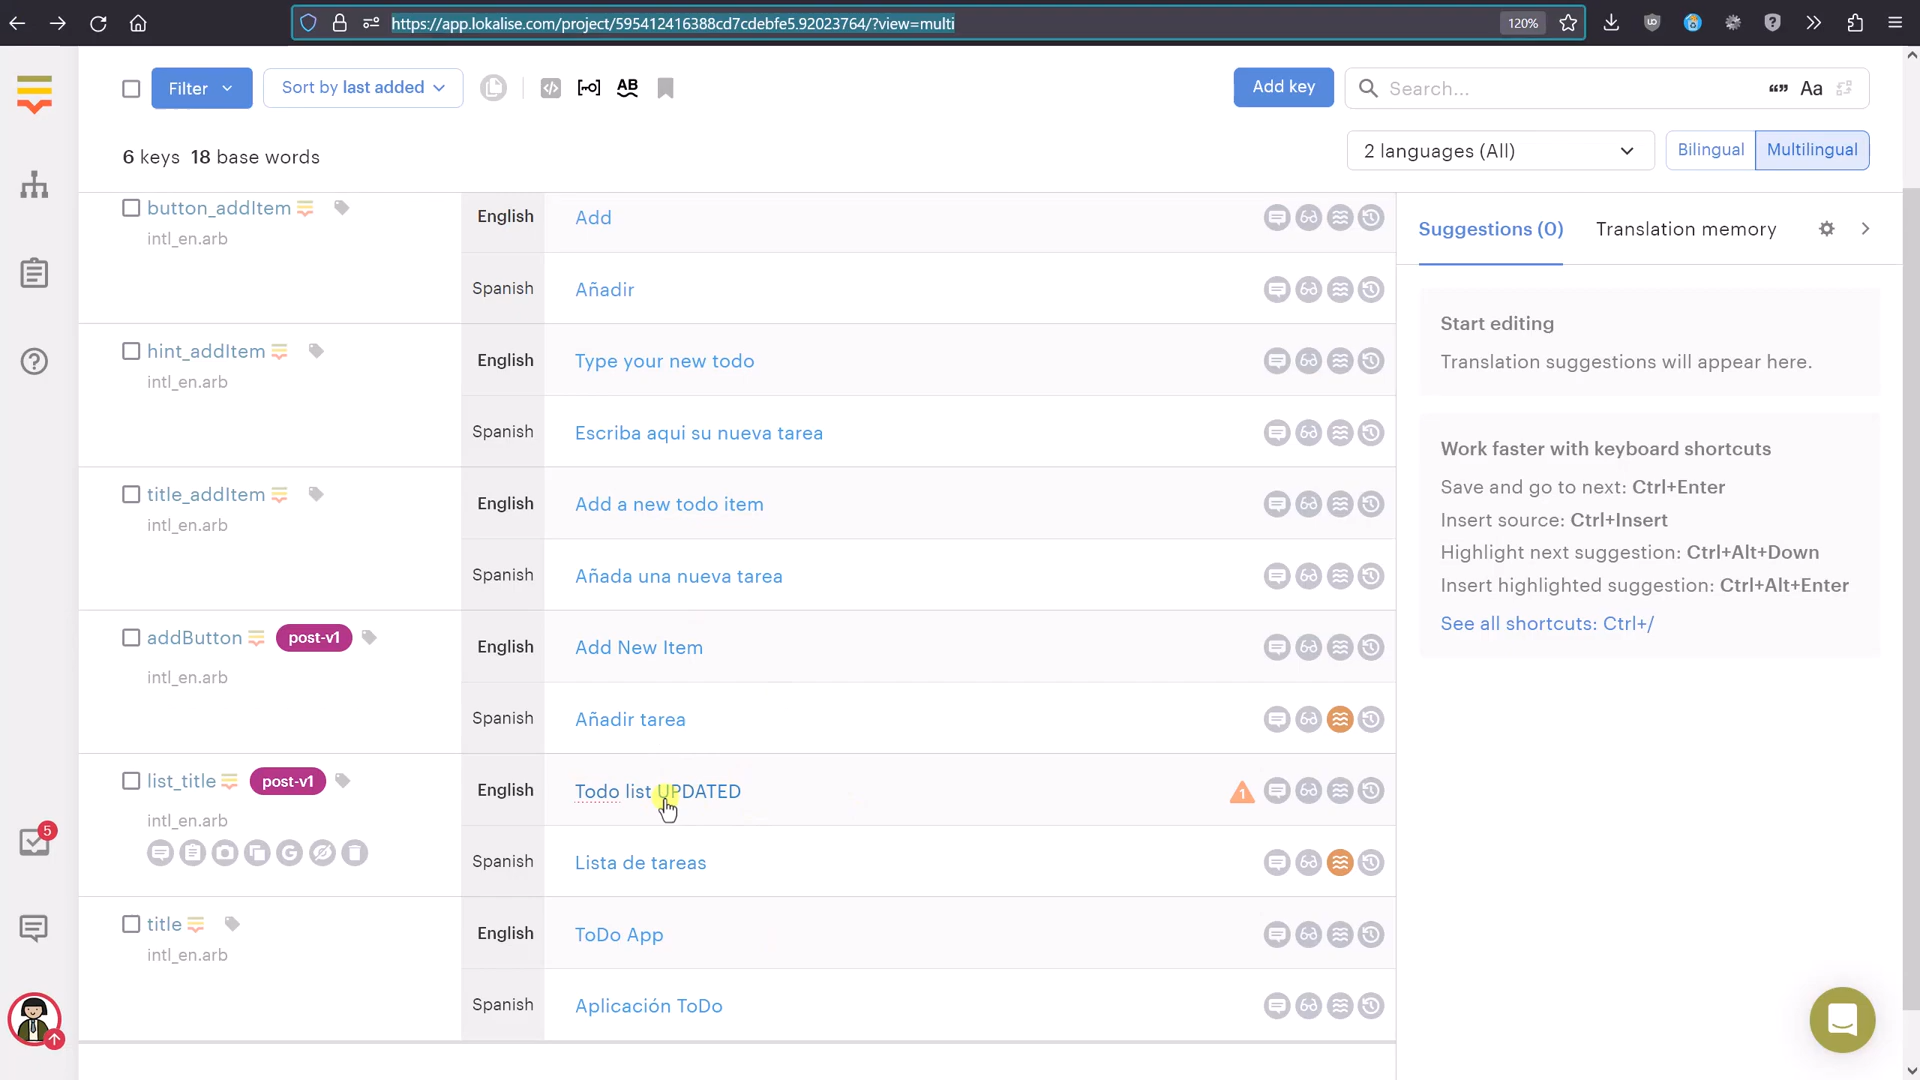 https://app.lokalise.com/project/595412416388cd7cdebfe5.92023764/?view=multi
120%
Filter
Sort by last added
AB
Add key
Search...
Aa
6 keys 18 base words
2 languages (All)
Bilingual
Multilingual
button_addItem
intl_en.arb
English
Add
Spanish
Añadir
hint_addItem
intl_en.arb
English
Type your new todo
Spanish
Escriba aqui su nueva tarea
title_addItem
intl_en.arb
English
Add a new todo item
Spanish
Añada una nueva tarea
addButton
post-v1
intl_en.arb
English
Add New Item
Spanish
Añadir tarea
list_title
post-v1
intl_en.arb
English
Todo list UPDATED
1
Spanish
Lista de tareas
title
intl_en.arb
English
ToDo App
Spanish
Aplicación ToDo
Suggestions (0)
Translation memory
Start editing
Translation suggestions will appear here.
Work faster with keyboard shortcuts
Save and go to next: Ctrl+Enter
Insert source: Ctrl+Insert
Highlight next suggestion: Ctrl+Alt+Down
Insert highlighted suggestion: Ctrl+Alt+Enter
See all shortcuts: Ctrl+/
5